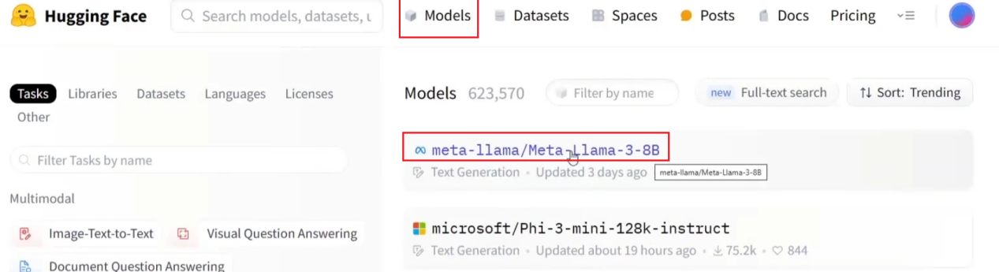 Hugging Face Search models, datasets, u Models Datasets Spaces Posts Docs Pricing
Tasks Libraries Datasets Languages Licenses
Other
Filter Tasks by name
Multimodal
Image-Text-to-Text Visual Question Answering
Document Question Answering
Models 623,570 Filter by name new Full-text search Sort: Trending
meta-llama/Meta-Llama-3-8B
Text Generation • Updated 3 days ago meta-llama/Meta-Llama-3-8B
microsoft/Phi-3-mini-128k-instruct
Text Generation • Updated about 19 hours ago • 75.2k • 844